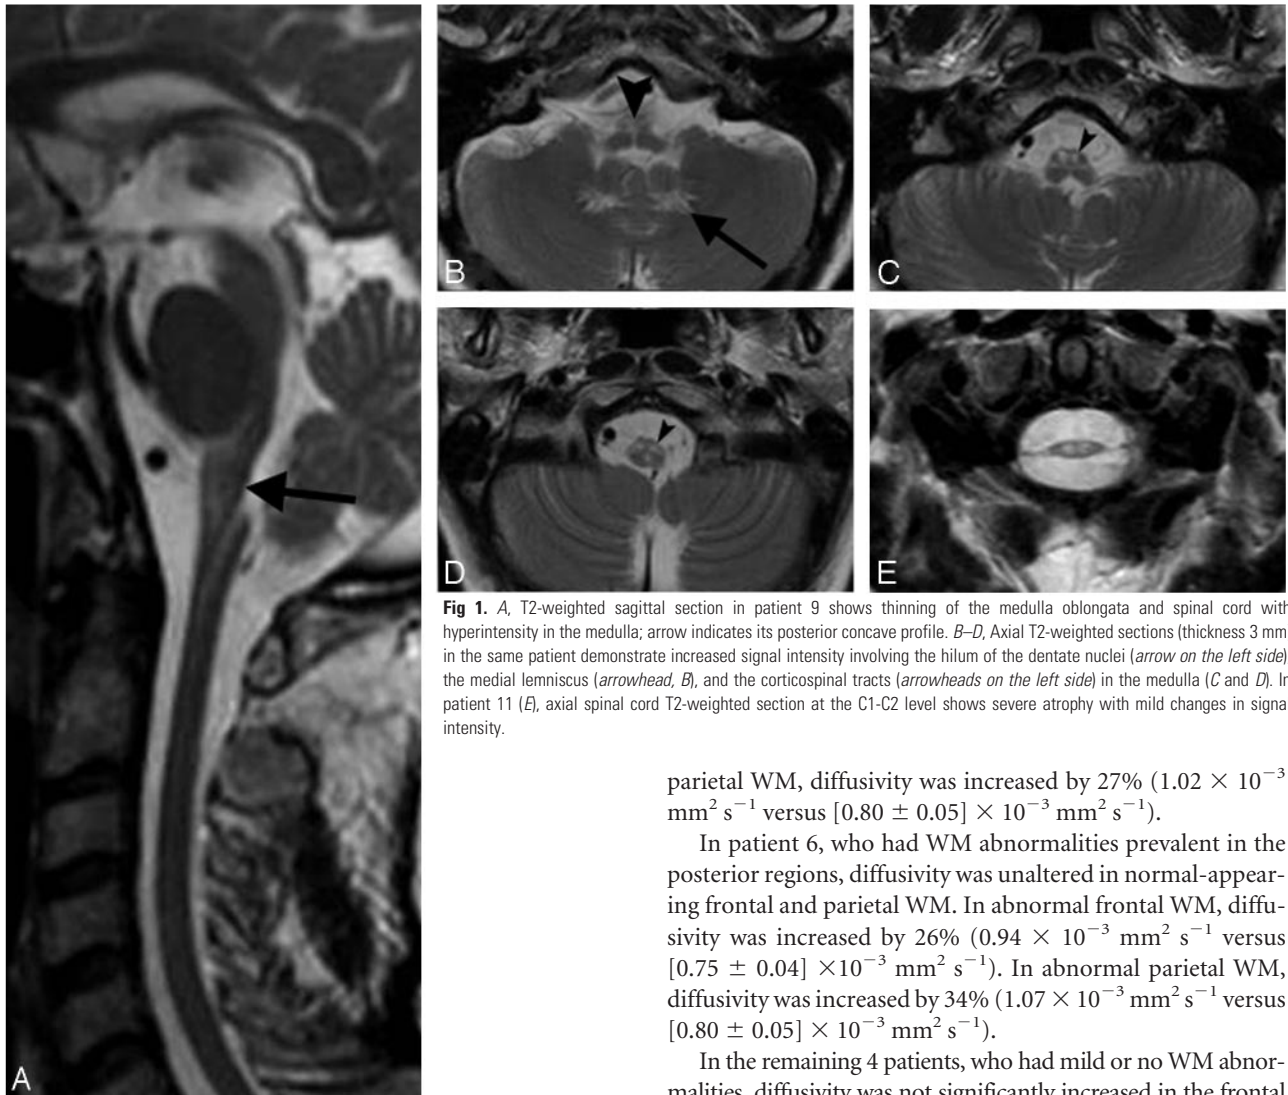 A
B
C
D
E
Fig 1. A, T2-weighted sagittal section in patient 9 shows thinning of the medulla oblongata and spinal cord with
hyperintensity in the medulla; arrow indicates its posterior concave profile. B–D, Axial T2-weighted sections (thickness 3 mm
in the same patient demonstrate increased signal intensity involving the hilum of the dentate nuclei (arrow on the left side)
the medial lemniscus (arrowhead, B), and the corticospinal tracts (arrowheads on the left side) in the medulla (C and D). In
patient 11 (E), axial spinal cord T2-weighted section at the C1-C2 level shows severe atrophy with mild changes in signa
intensity.
parietal WM, diffusivity was increased by 27% (1.02 × 10⁻³
mm² s⁻¹ versus [0.80 ± 0.05] × 10⁻³ mm² s⁻¹).
In patient 6, who had WM abnormalities prevalent in the
posterior regions, diffusivity was unaltered in normal-appear-
ing frontal and parietal WM. In abnormal frontal WM, diffu-
sivity was increased by 26% (0.94 × 10⁻³ mm² s⁻¹ versus
[0.75 ± 0.04] ×10⁻³ mm² s⁻¹). In abnormal parietal WM,
diffusivity was increased by 34% (1.07 × 10⁻³ mm² s⁻¹ versus
[0.80 ± 0.05] × 10⁻³ mm² s⁻¹).
In the remaining 4 patients, who had mild or no WM abnor-
malities, diffusivity was not significantly increased in the frontal